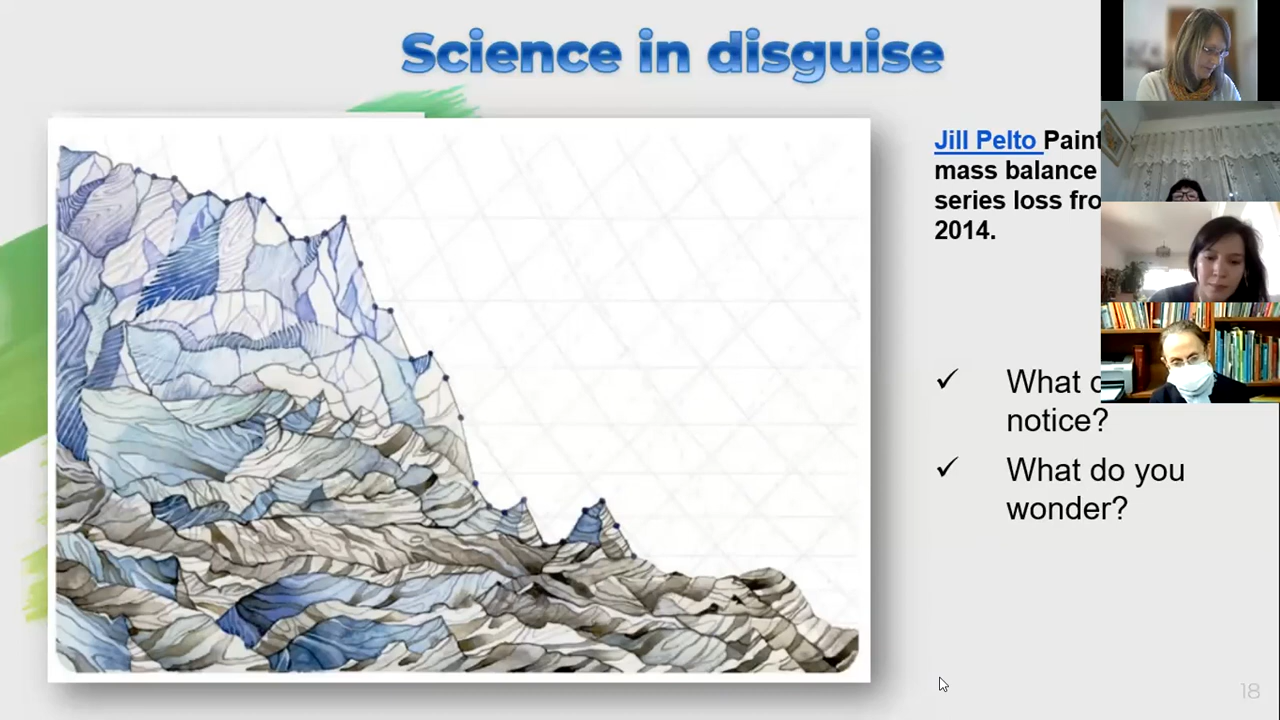 Science in disguise
Jill Pelto Paint
mass balance
series loss fro
2014.
What
notice?
What do you
wonder?
18